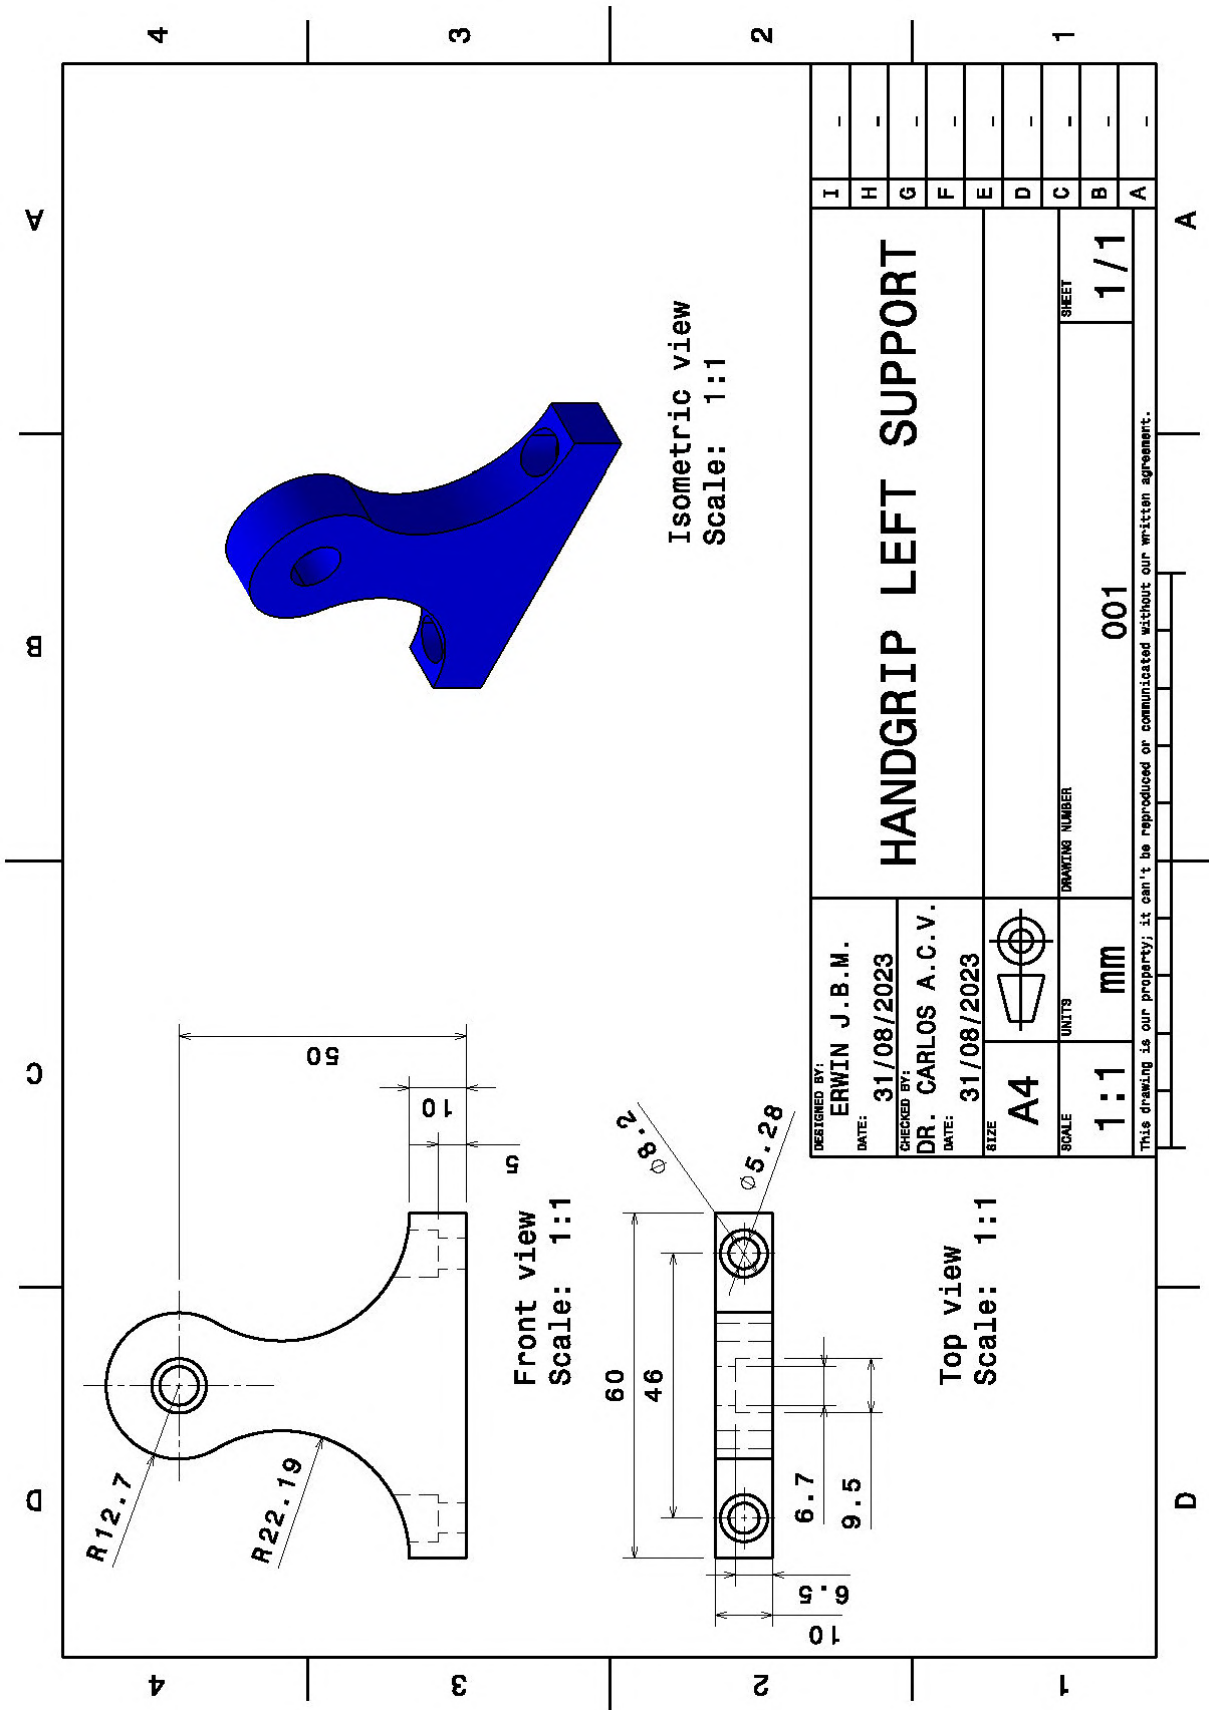 D
C
B
A
4
4
3
3
2
2
1
1
D
A
R12.7
R22.19
50
10
5
Front view
Scale: 1:1
60
46
Ø8.2
Ø5.28
6.7
9.5
6.5
10
Top view
Scale: 1:1
Isometric view
Scale: 1:1
DESIGNED BY:
ERWIN J.B.M.
DATE:
31/08/2023
CHECKED BY:
DR. CARLOS A.C.V.
DATE:
31/08/2023
SIZE
A4
SCALE
1:1
UNITS
mm
HANDGRIP LEFT SUPPORT
DRAWING NUMBER
001
SHEET
1/1
I -
H -
G -
F -
E -
D -
C -
B -
A -
This drawing is our property; it can't be reproduced or communicated without our written agreement.